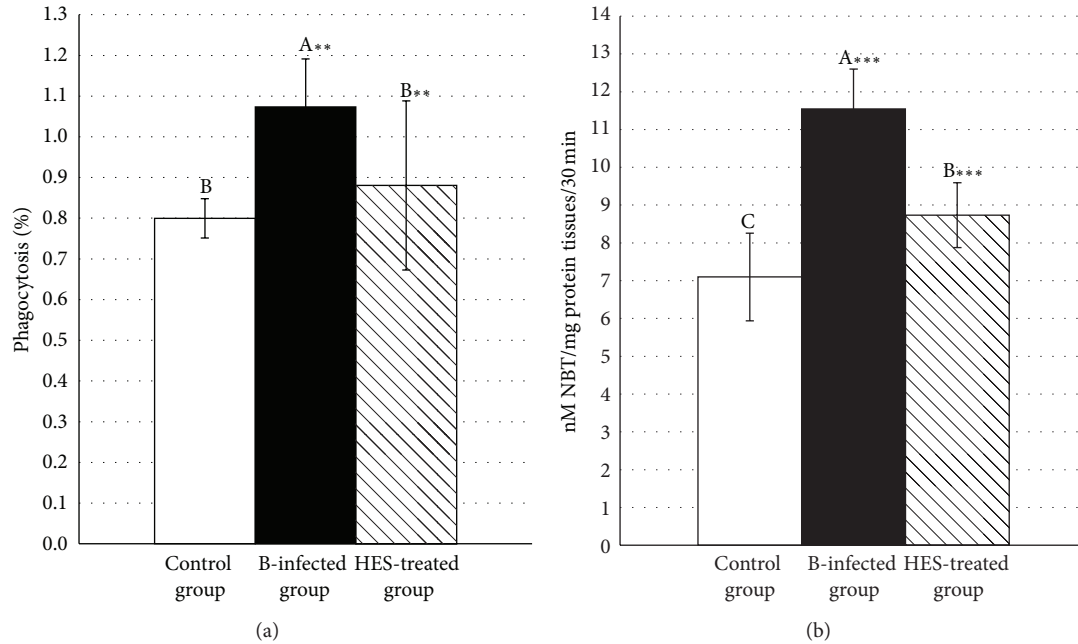 1.3
1.2
1.1
1.0
0.9
0.8
0.7
0.6
0.5
0.4
0.3
0.2
0.1
0.0
Phagocytosis (%)
B
A**
B**
Control
group
B-infected
group
HES-treated
group
(a)
14
13
12
11
10
9
8
7
6
5
4
3
2
1
0
nM NBT/mg protein tissues/30 min
C
A***
B***
Control
group
B-infected
group
HES-treated
group
(b)